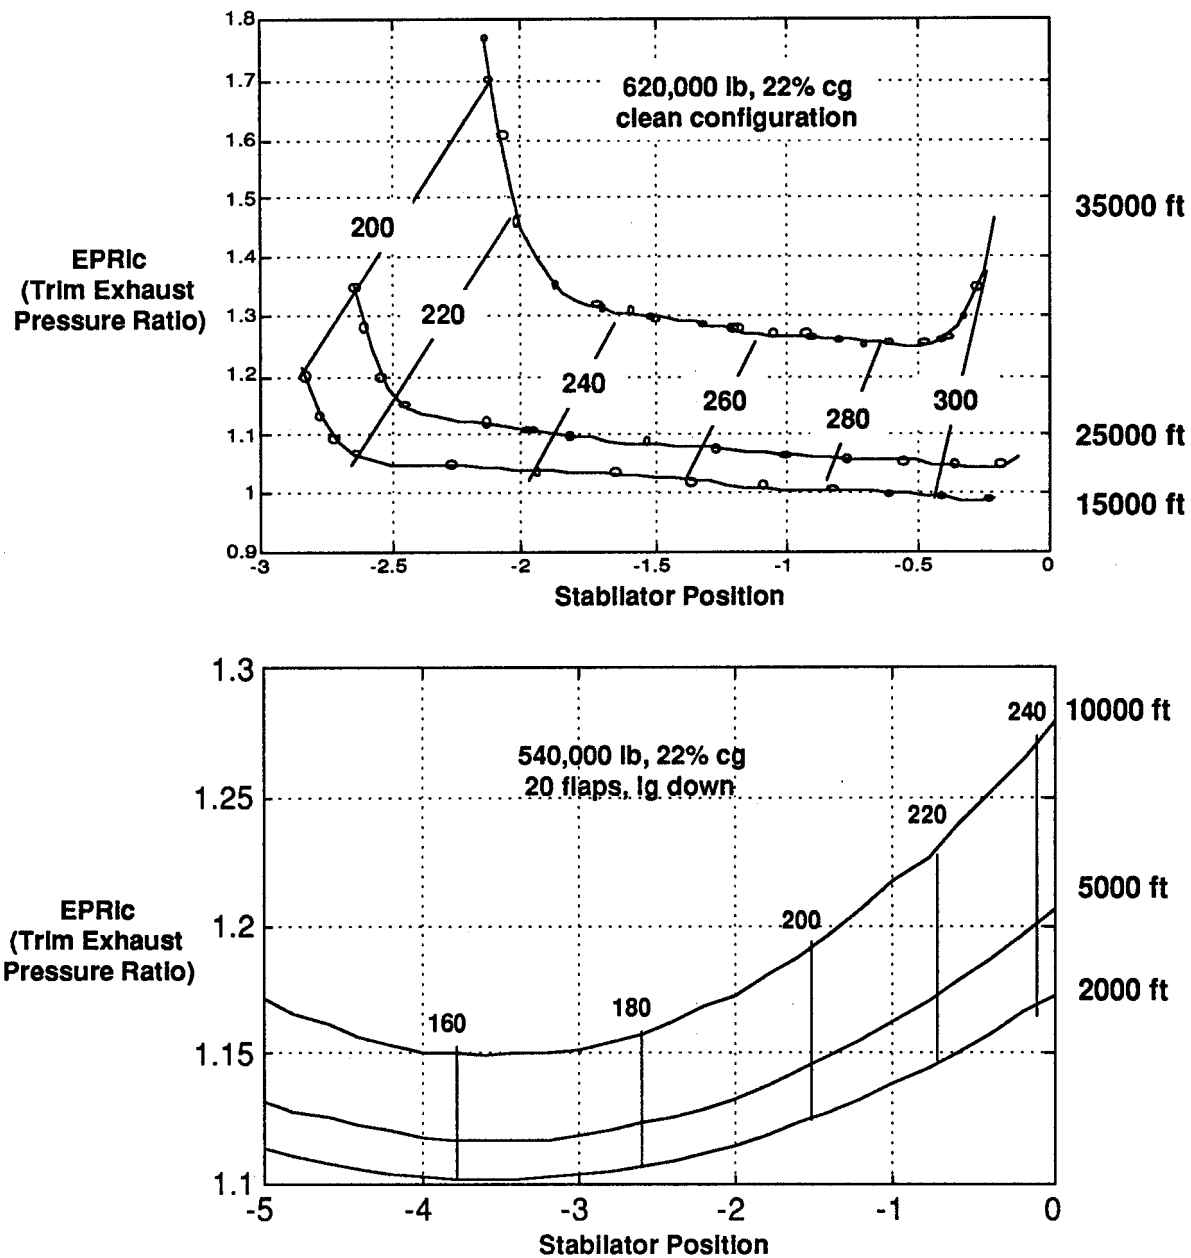 1.8
1.7
1.6
1.5
1.4
1.3
1.2
1.1
1
0.9
620,000 lb, 22% cg
clean configuration
200
220
240
260
280
300
35000 ft
25000 ft
15000 ft
EPRic
(Trim Exhaust
Pressure Ratio)
-3 -2.5 -2 -1.5 -1 -0.5 0
Stabilator Position
1.3
1.25
1.2
1.15
1.1
540,000 lb, 22% cg
20 flaps, lg down
160
180
200
220
240
10000 ft
5000 ft
2000 ft
EPRic
(Trim Exhaust
Pressure Ratio)
-5 -4 -3 -2 -1 0
Stabilator Position